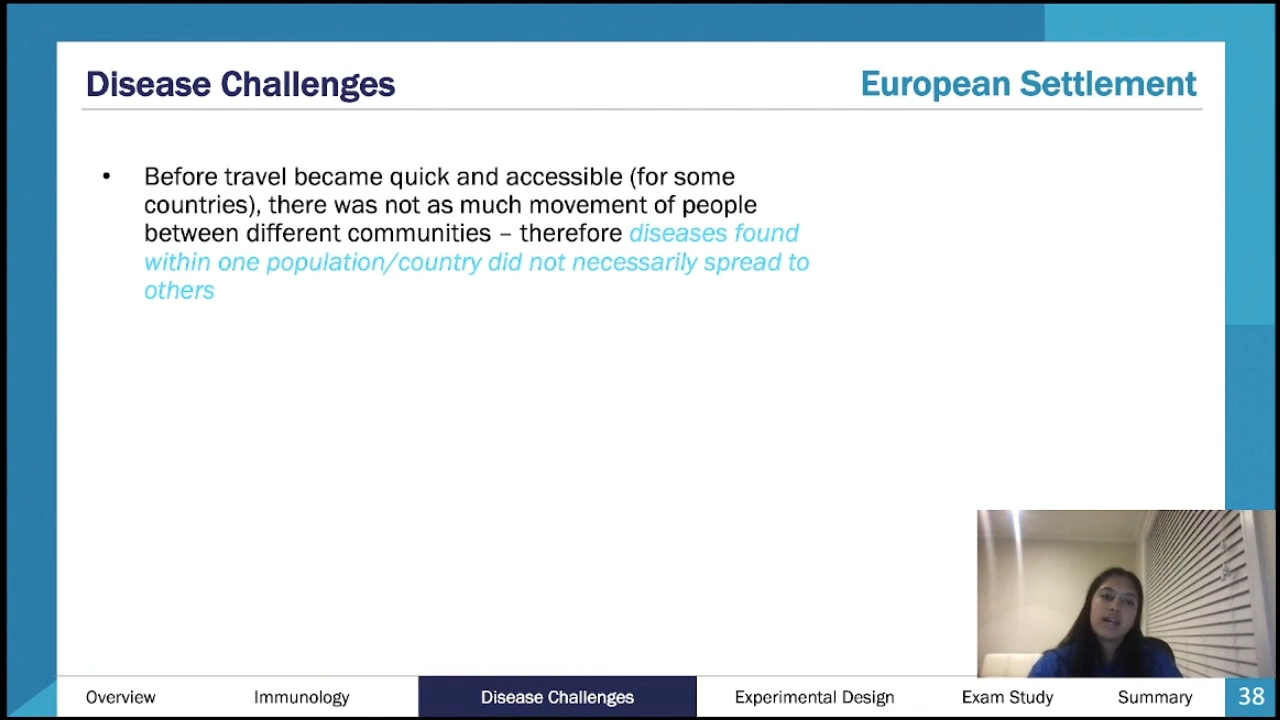 Disease Challenges
European Settlement
• Before travel became quick and accessible (for some
countries), there was not as much movement of people
between different communities – therefore diseases found
within one population/country did not necessarily spread to
others
Overview
Immunology
Disease Challenges
Experimental Design
Exam Study
Summary
38